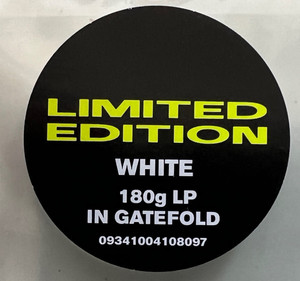 LIMITED
EDITION
WHITE
180g LP
IN GATEFOLD
09341004108097